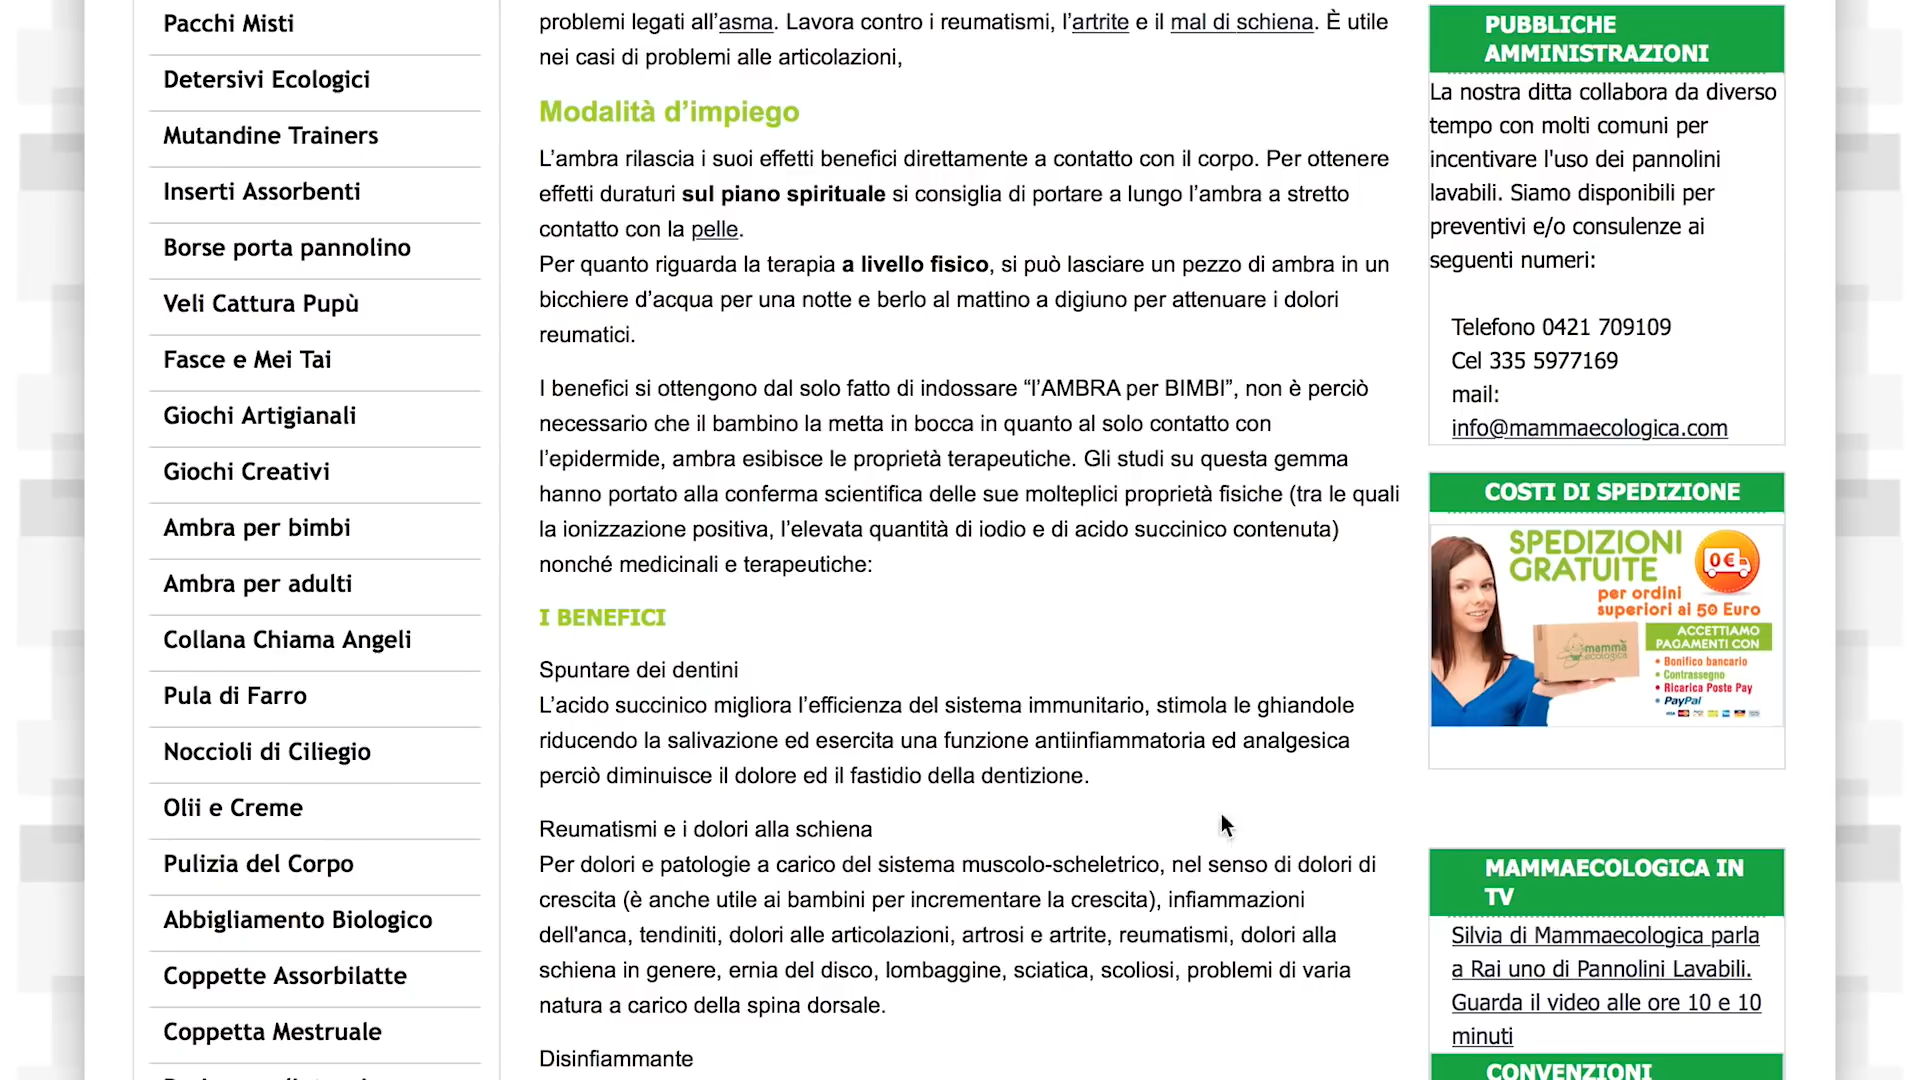 Pacchi Misti
Detersivi Ecologici
Mutandine Trainers
Inserti Assorbenti
Borse porta pannolino
Veli Cattura Pupù
Fasce e Mei Tai
Giochi Artigianali
Giochi Creativi
Ambra per bimbi
Ambra per adulti
Collana Chiama Angeli
Pula di Farro
Noccioli di Ciliegio
Olii e Creme
Pulizia del Corpo
Abbigliamento Biologico
Coppette Assorbilatte
Coppetta Mestruale
problemi legati all’asma. Lavora contro i reumatismi, l’artrite e il mal di schiena. È utile
nei casi di problemi alle articolazioni,
Modalità d’impiego
L’ambra rilascia i suoi effetti benefici direttamente a contatto con il corpo. Per ottenere
effetti duraturi sul piano spirituale si consiglia di portare a lungo l’ambra a stretto
contatto con la pelle.
Per quanto riguarda la terapia a livello fisico, si può lasciare un pezzo di ambra in un
bicchiere d’acqua per una notte e berlo al mattino a digiuno per attenuare i dolori
reumatici.
I benefici si ottengono dal solo fatto di indossare “l’AMBRA per BIMBI”, non è perciò
necessario che il bambino la metta in bocca in quanto al solo contatto con
l’epidermide, ambra esibisce le proprietà terapeutiche. Gli studi su questa gemma
hanno portato alla conferma scientifica delle sue molteplici proprietà fisiche (tra le quali
la ionizzazione positiva, l’elevata quantità di iodio e di acido succinico contenuta)
nonché medicinali e terapeutiche:
I BENEFICI
Spuntare dei dentini
L’acido succinico migliora l’efficienza del sistema immunitario, stimola le ghiandole
riducendo la salivazione ed esercita una funzione antiinfiammatoria ed analgesica
perciò diminuisce il dolore ed il fastidio della dentizione.
Reumatismi e i dolori alla schiena
Per dolori e patologie a carico del sistema muscolo-scheletrico, nel senso di dolori di
crescita (è anche utile ai bambini per incrementare la crescita), infiammazioni
dell'anca, tendiniti, dolori alle articolazioni, artrosi e artrite, reumatismi, dolori alla
schiena in genere, ernia del disco, lombaggine, sciatica, scoliosi, problemi di varia
natura a carico della spina dorsale.
Disinfiammante
PUBBLICHE
AMMINISTRAZIONI
La nostra ditta collabora da diverso
tempo con molti comuni per
incentivare l'uso dei pannolini
lavabili. Siamo disponibili per
preventivi e/o consulenze ai
seguenti numeri:
Telefono 0421 709109
Cel 335 5977169
mail:
info@mammaecologica.com
COSTI DI SPEDIZIONE
SPEDIZIONI
GRATUITE
0€
per ordini
superiori ai 50 Euro
ACCETTIAMO
PAGAMENTI CON
• Bonifico bancario
• Contrassegno
• Ricarica Poste Pay
• PayPal
mamma
ecologica
MAMMAECOLOGICA IN
TV
Silvia di Mammaecologica parla
a Rai uno di Pannolini Lavabili.
Guarda il video alle ore 10 e 10
minuti
CONVENZIONI